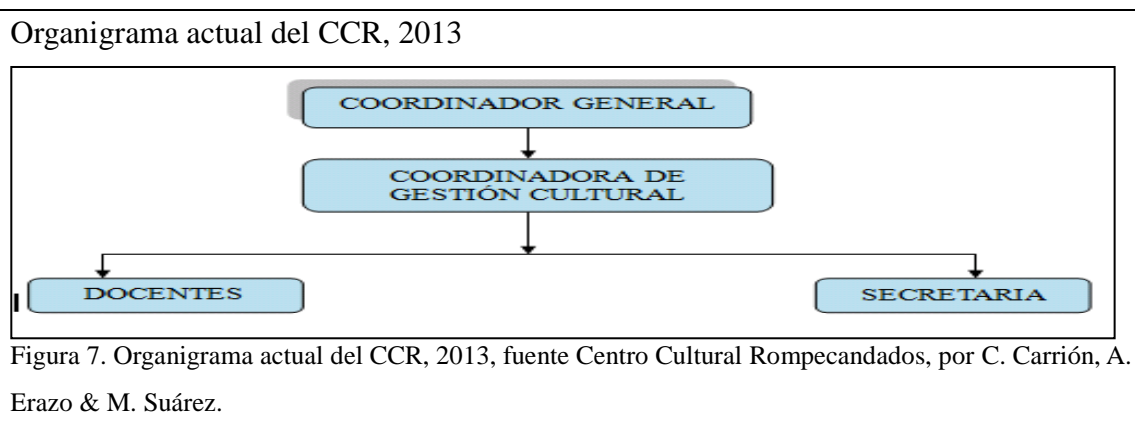 Organigrama actual del CCR, 2013
COORDINADOR GENERAL
COORDINADORA DE
GESTIÓN CULTURAL
DOCENTES
SECRETARIA
Figura 7. Organigrama actual del CCR, 2013, fuente Centro Cultural Rompecandados, por C. Carrión, A.
Erazo & M. Suárez.